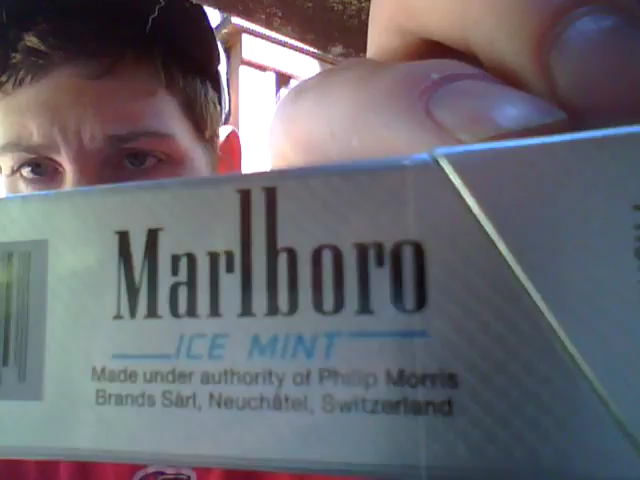 Marlboro
ICE MINT
Made under authority of Philip Morris
Brands Sàrl, Neuchâtel, Switzerland